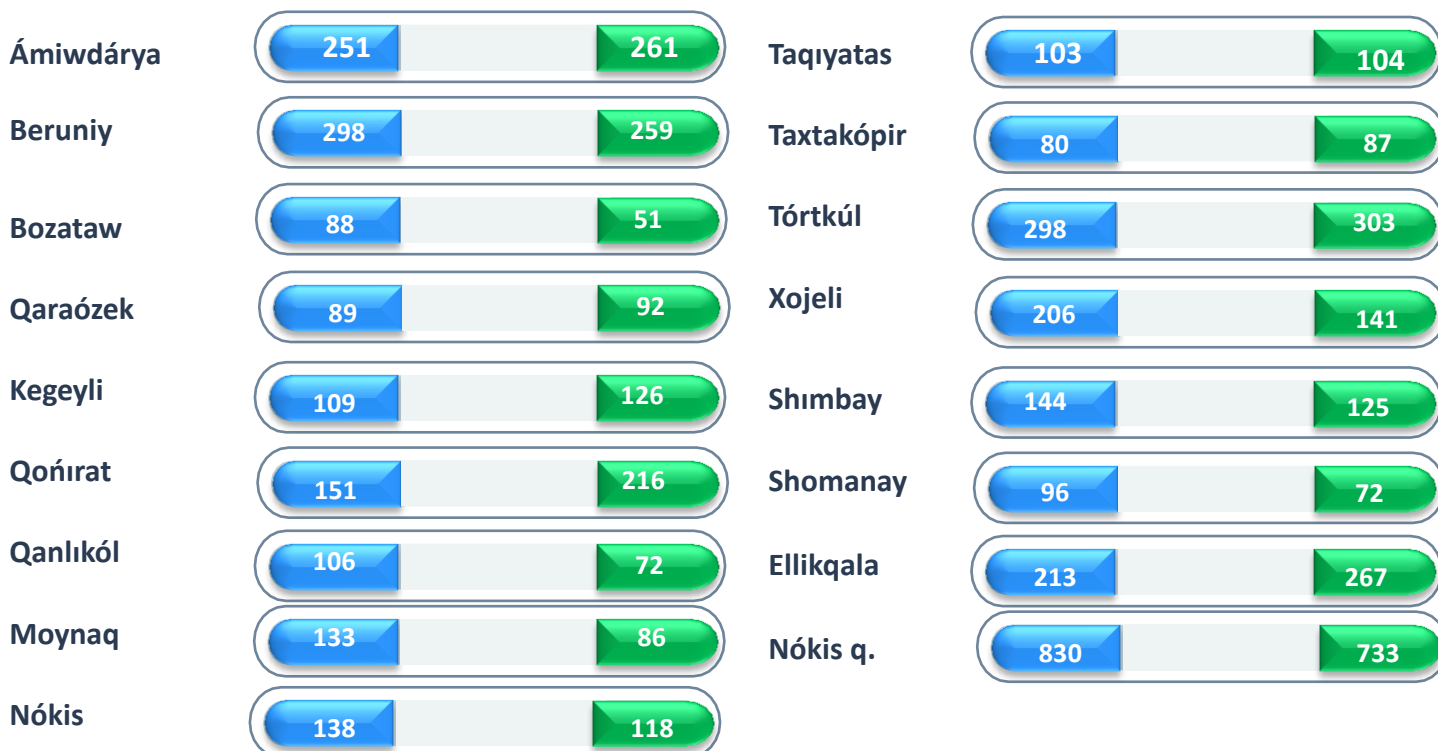 Ámiwdárya 251 261
Beruniy 298 259
Bozataw 88 51
Qaraózek 89 92
Kegeyli 109 126
Qońırat 151 216
Qanlıkól 106 72
Moynaq 133 86
Nókis 138 118
Taqıyatas 103 104
Taxtakópir 80 87
Tórtkúl 298 303
Xojeli 206 141
Shımbay 144 125
Shomanay 96 72
Ellikqala 213 267
Nókis q. 830 733